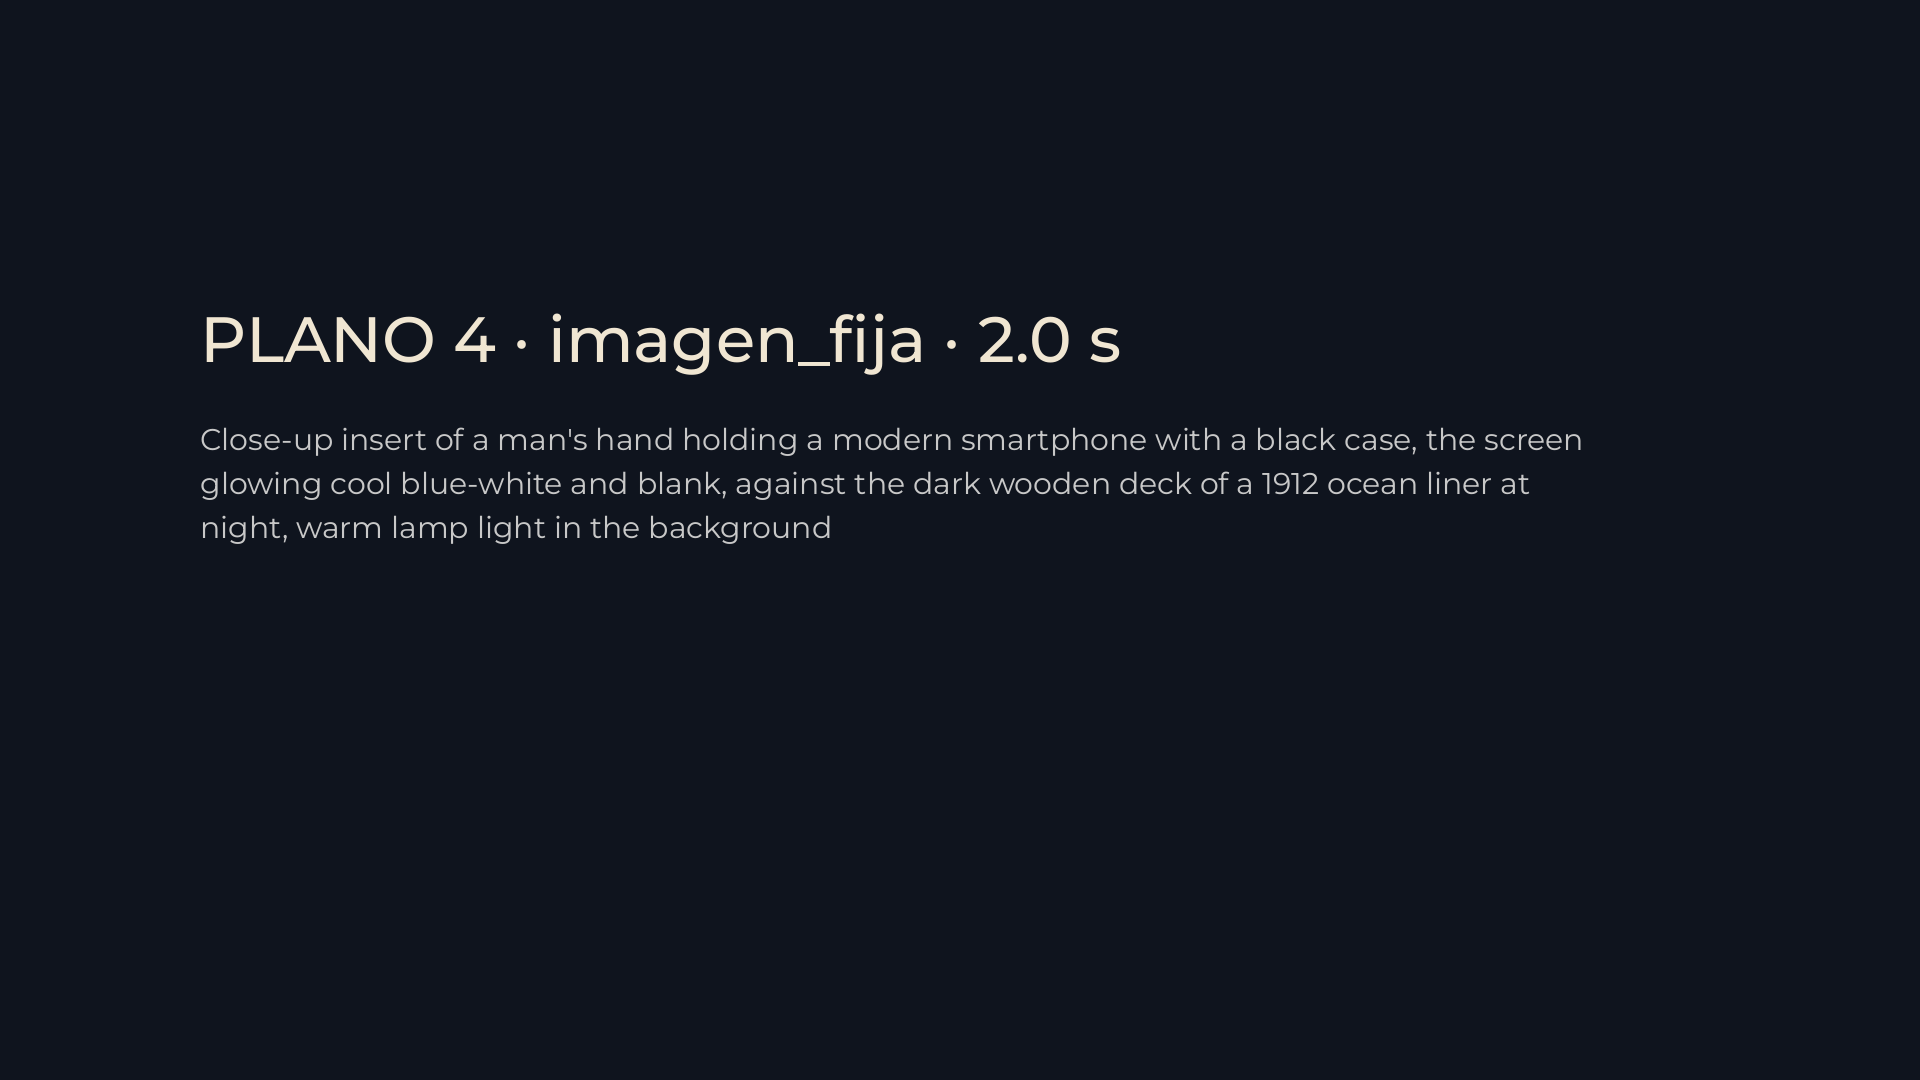 PLANO 4 · imagen_fija · 2.0 s
Close-up insert of a man's hand holding a modern smartphone with a black case, the screen
glowing cool blue-white and blank, against the dark wooden deck of a 1912 ocean liner at
night, warm lamp light in the background